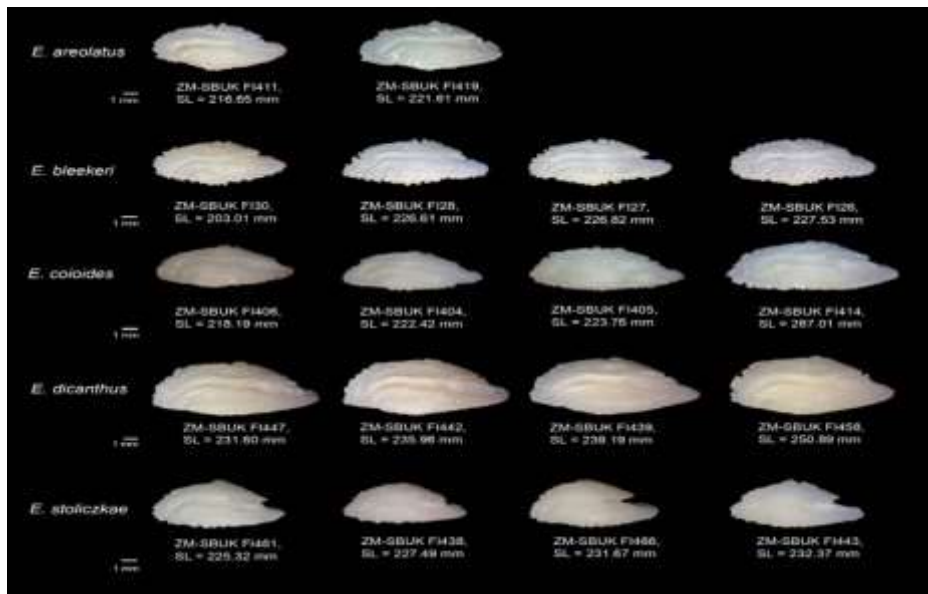 E. areolatus
ZM-SBUK FI411,
SL = 216.65 mm
ZM-SBUK FI419,
SL = 221.61 mm
1 mm
E. bleekeri
ZM-SBUK FI30,
SL = 203.01 mm
ZM-SBUK FI28,
SL = 226.61 mm
ZM-SBUK FI27,
SL = 226.82 mm
ZM-SBUK FI26,
SL = 227.53 mm
1 mm
E. coioides
ZM-SBUK FI406,
SL = 218.19 mm
ZM-SBUK FI404,
SL = 222.42 mm
ZM-SBUK FI405,
SL = 223.76 mm
ZM-SBUK FI414,
SL = 287.01 mm
1 mm
E. dicanthus
ZM-SBUK FI447,
SL = 231.60 mm
ZM-SBUK FI442,
SL = 235.96 mm
ZM-SBUK FI439,
SL = 238.19 mm
ZM-SBUK FI458,
SL = 250.89 mm
1 mm
E. stoliczkae
ZM-SBUK FI461,
SL = 225.32 mm
ZM-SBUK FI438,
SL = 227.49 mm
ZM-SBUK FI466,
SL = 231.67 mm
ZM-SBUK FI443,
SL = 232.37 mm
1 mm